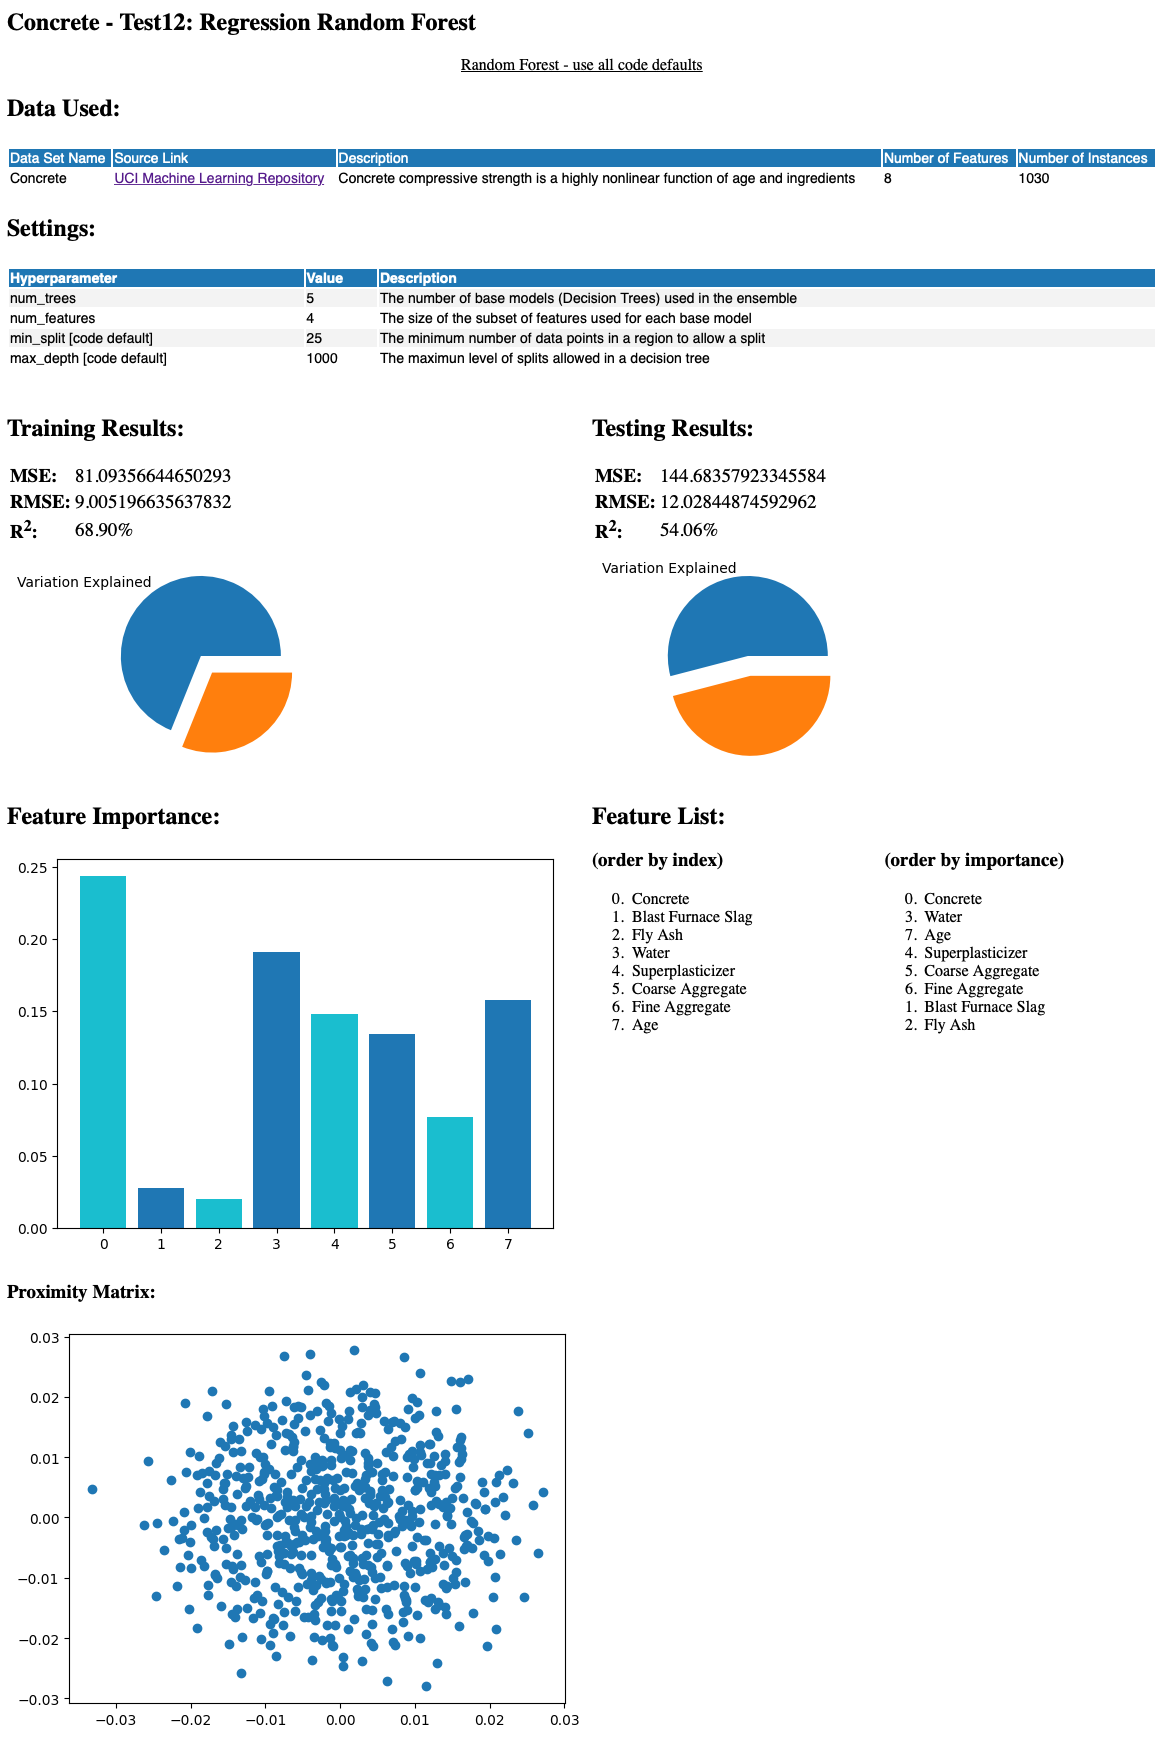 Concrete - Test12: Regression Random Forest
Random Forest - use all code defaults
Data Used:
Data Set Name Source Link Description Number of Features Number of Instances
Concrete UCI Machine Learning Repository Concrete compressive strength is a highly nonlinear function of age and ingredients 8 1030
Settings:
Hyperparameter Value Description
num_trees 5 The number of base models (Decision Trees) used in the ensemble
num_features 4 The size of the subset of features used for each base model
min_split [code default] 25 The minimum number of data points in a region to allow a split
max_depth [code default] 1000 The maximun level of splits allowed in a decision tree
Training Results:
MSE: 81.09356644650293
RMSE: 9.005196635637832
R²: 68.90%
Variation Explained
Testing Results:
MSE: 144.68357923345584
RMSE: 12.02844874592962
R²: 54.06%
Variation Explained
Feature Importance:
0.25
0.20
0.15
0.10
0.05
0.00
0 1 2 3 4 5 6 7
Feature List:
(order by index)
0. Concrete
1. Blast Furnace Slag
2. Fly Ash
3. Water
4. Superplasticizer
5. Coarse Aggregate
6. Fine Aggregate
7. Age
(order by importance)
0. Concrete
3. Water
7. Age
4. Superplasticizer
5. Coarse Aggregate
6. Fine Aggregate
1. Blast Furnace Slag
2. Fly Ash
Proximity Matrix:
0.03
0.02
0.01
0.00
−0.01
−0.02
−0.03
−0.03 −0.02 −0.01 0.00 0.01 0.02 0.03